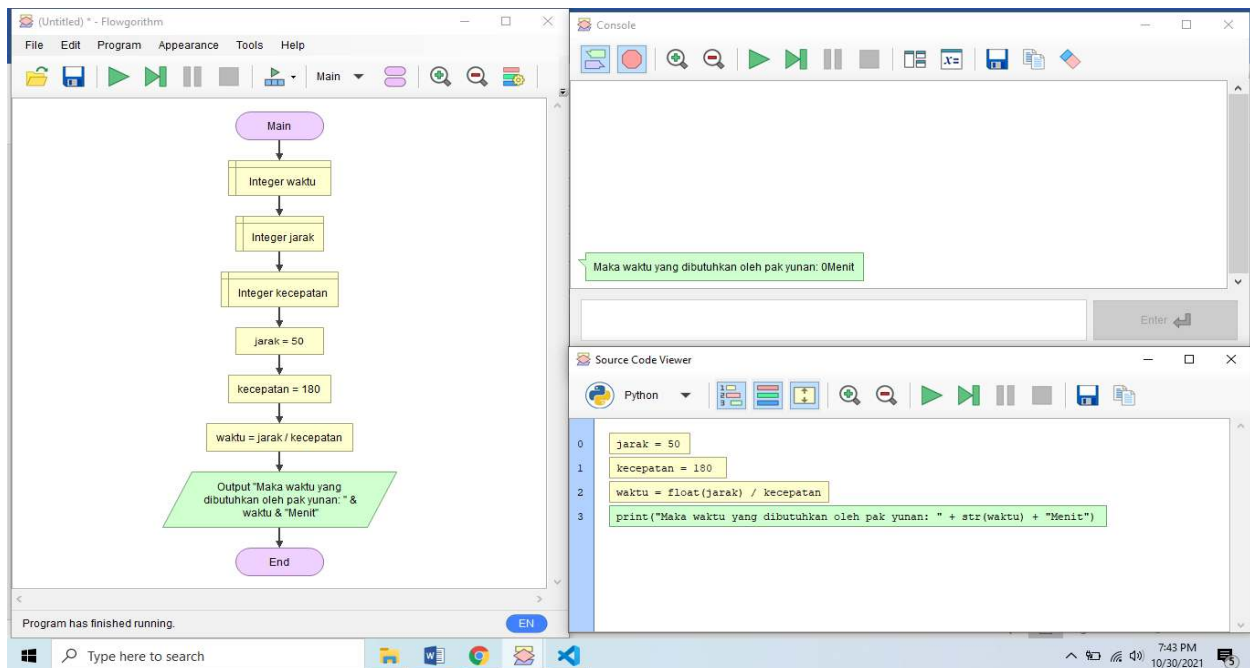 (Untitled) * - Flowgorithm
File Edit Program Appearance Tools Help
Main
Main
Integer waktu
Integer jarak
Integer kecepatan
jarak = 50
kecepatan = 180
waktu = jarak / kecepatan
Output "Maka waktu yang
dibutuhkan oleh pak yunan: " &
waktu & "Menit"
End
Program has finished running.
EN
Console
x=
Maka waktu yang dibutuhkan oleh pak yunan: 0Menit
Enter
Source Code Viewer
Python
0 jarak = 50
1 kecepatan = 180
2 waktu = float(jarak) / kecepatan
3 print("Maka waktu yang dibutuhkan oleh pak yunan: " + str(waktu) + "Menit")
Type here to search
7:43 PM
10/30/2021